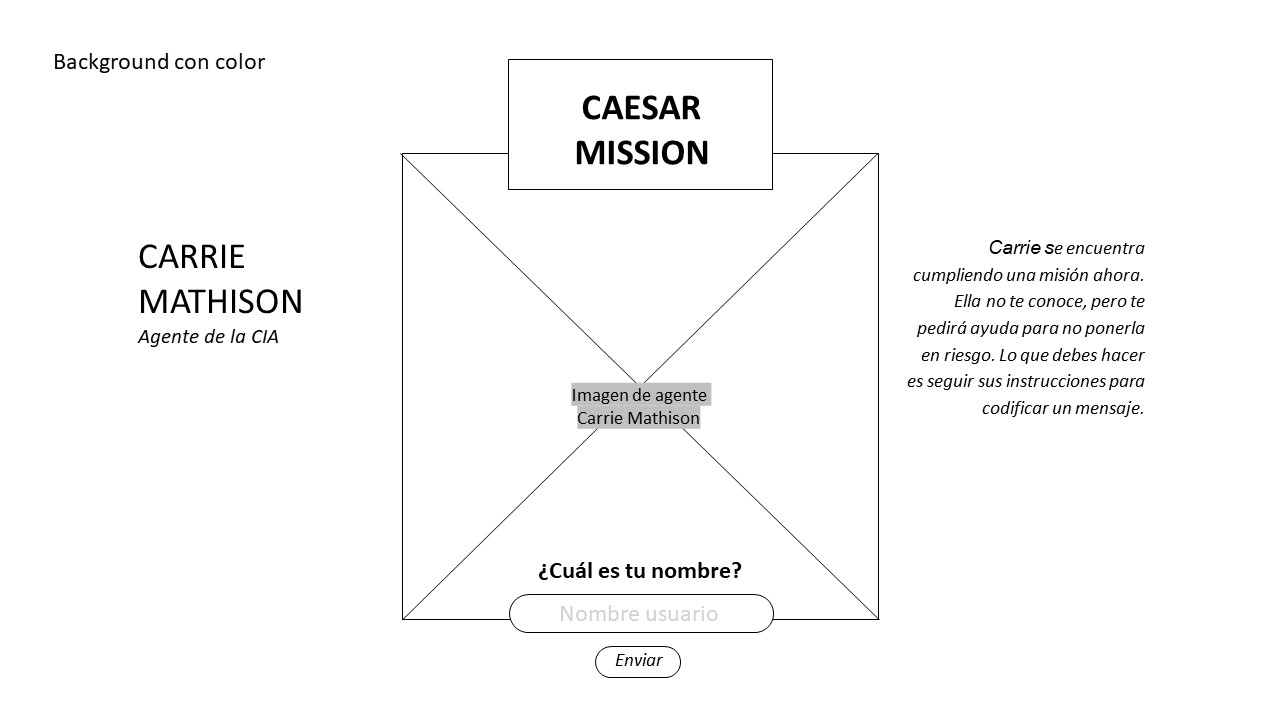 Background con color
CAESAR
MISSION
CARRIE
MATHISON
Agente de la CIA
Carrie se encuentra
cumpliendo una misión ahora.
Ella no te conoce, pero te
pedirá ayuda para no ponerla
en riesgo. Lo que debes hacer
es seguir sus instrucciones para
codificar un mensaje.
Imagen de agente
Carrie Mathison
¿Cuál es tu nombre?
Nombre usuario
Enviar